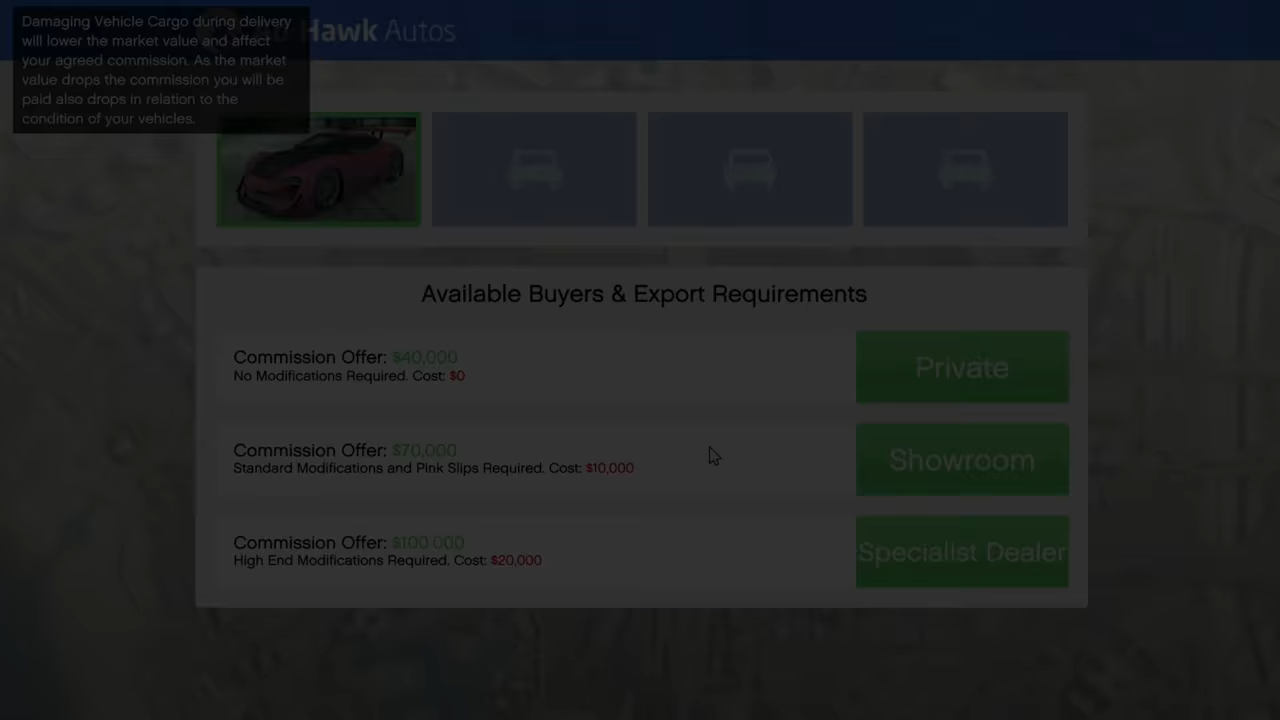 Damaging Vehicle Cargo during delivery
will lower the market value and affect
your agreed commission. As the market
value drops the commission you will be
paid also drops in relation to the
condition of your vehicles.
Hawk Autos
Available Buyers & Export Requirements
Commission Offer: $40,000
No Modifications Required. Cost: $0
Private
Commission Offer: $70,000
Standard Modifications and Pink Slips Required. Cost: $10,000
Showroom
Commission Offer: $100,000
High End Modifications Required. Cost: $20,000
Specialist Dealer